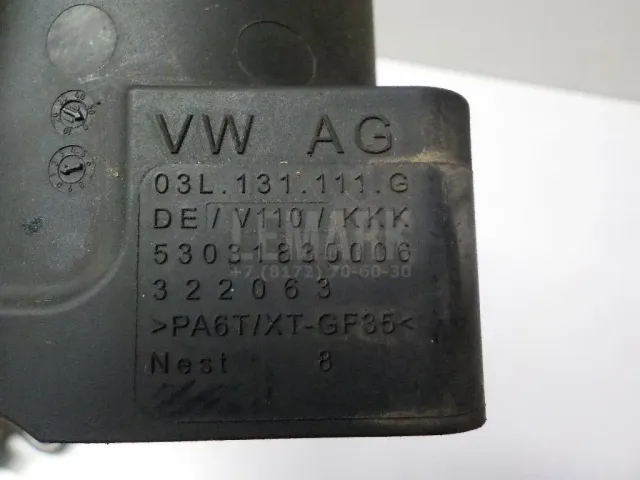 VW AG
03L.131.111.G
DE/V110/KKK
53031830006
LEMARK
+7 (8172) 70-60-30
322063
>PA6T/XT-GF35<
Nest 8